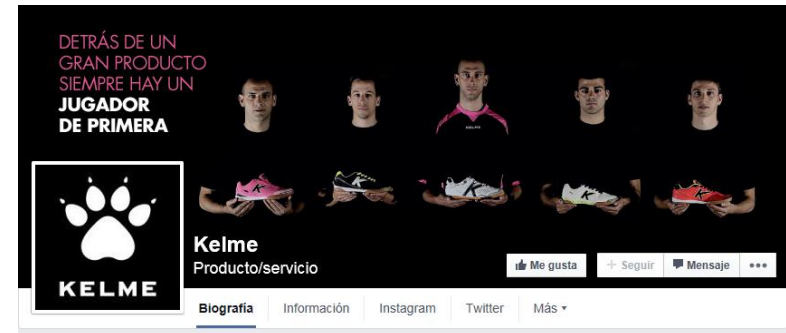 DETRÁS DE UN
GRAN PRODUCTO
SIEMPRE HAY UN
JUGADOR
DE PRIMERA
KELME
KELME
Kelme
Producto/servicio
Me gusta
Seguir
Mensaje
Biografía
Información
Instagram
Twitter
Más